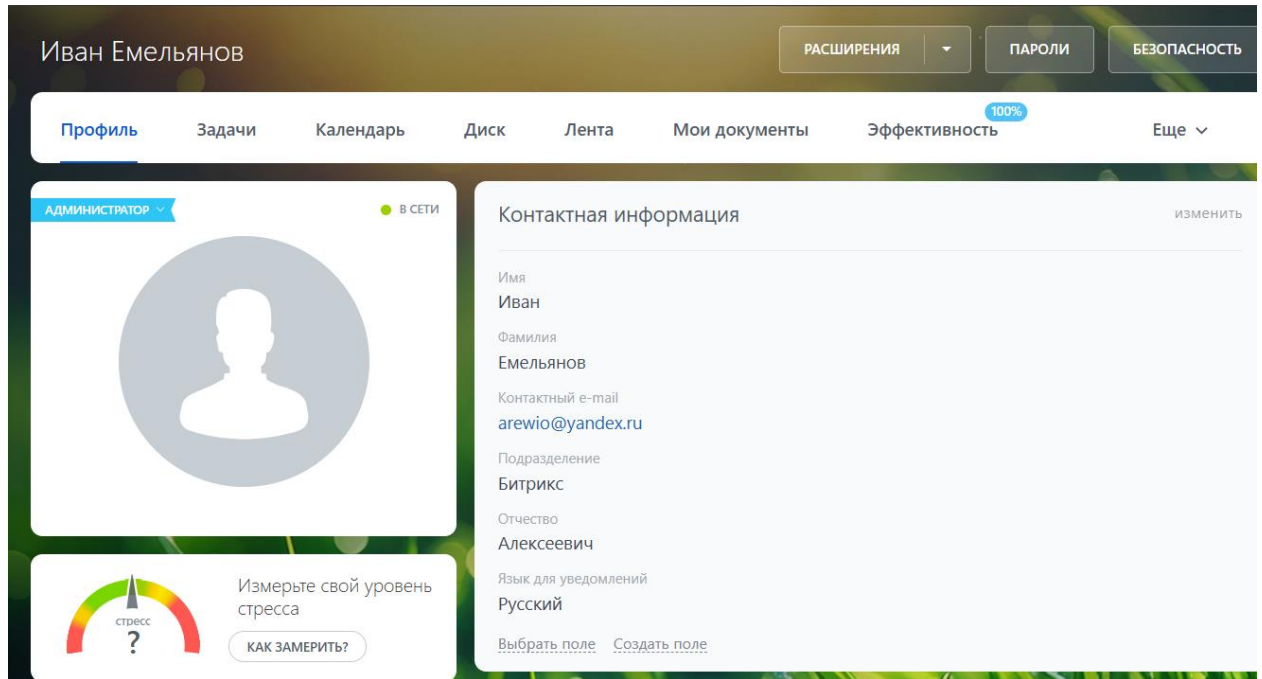 Иван Емельянов
РАСШИРЕНИЯ
ПАРОЛИ
БЕЗОПАСНОСТЬ
100%
Профиль Задачи Календарь Диск Лента Мои документы Эффективность Еще
АДМИНИСТРАТОР
В СЕТИ
Контактная информация
изменить
Имя
Иван
Фамилия
Емельянов
Контактный e-mail
arewio@yandex.ru
Подразделение
Битрикс
Отчество
Алексеевич
Язык для уведомлений
Русский
Выбрать поле Создать поле
стресс
?
Измерьте свой уровень
стресса
КАК ЗАМЕРИТЬ?